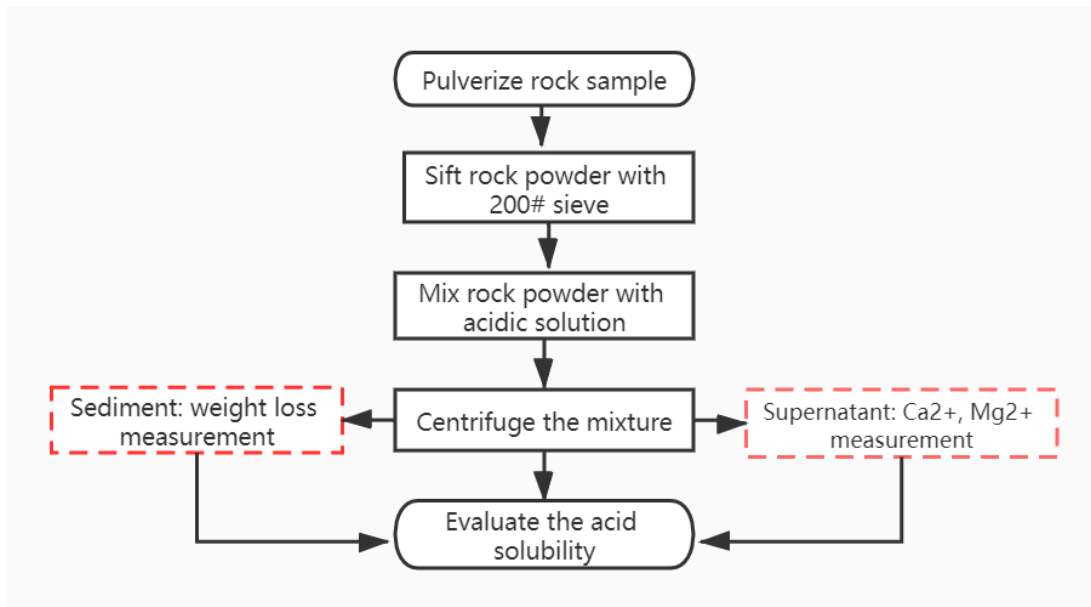 Pulverize rock sample
Sift rock powder with
200# sieve
Mix rock powder with
acidic solution
Sediment: weight loss
measurement
Centrifuge the mixture
Supernatant: Ca2+, Mg2+
measurement
Evaluate the acid
solubility